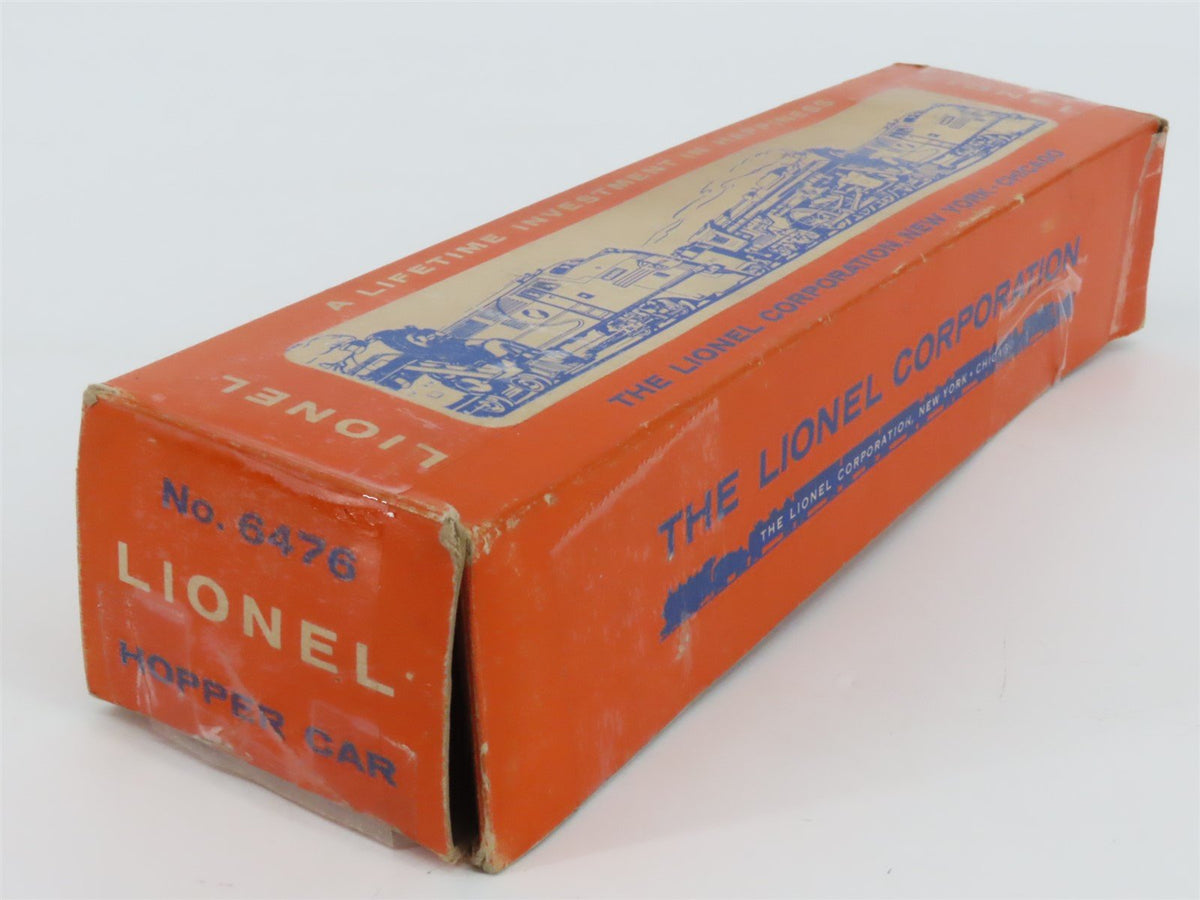 A LIFETIME INVESTMENT IN HAPPINESS
LIONEL
LIONEL
THE LIONEL CORPORATION, NEW YORK • CHICAGO
THE LIONEL CORPORATION
THE LIONEL CORPORATION, NEW YORK • CHICAGO
No. 6476
LIONEL
HOPPER CAR